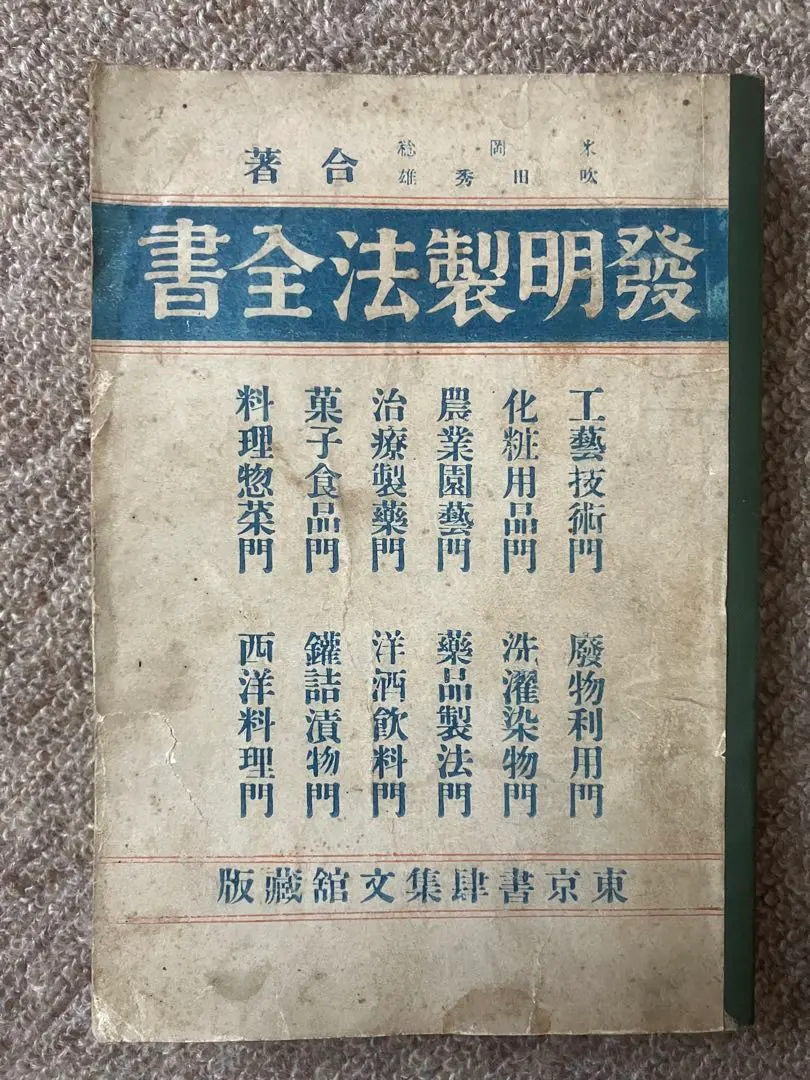 米岡稔
吹田秀雄
合著
發明製法全書
工藝技術門
化粧用品門
農業園藝門
治療製藥門
菓子食品門
料理惣菜門
廢物利用門
洗濯染物門
藥品製法門
洋酒飲料門
鑵詰漬物門
西洋料理門
東京書肆集文舘藏版